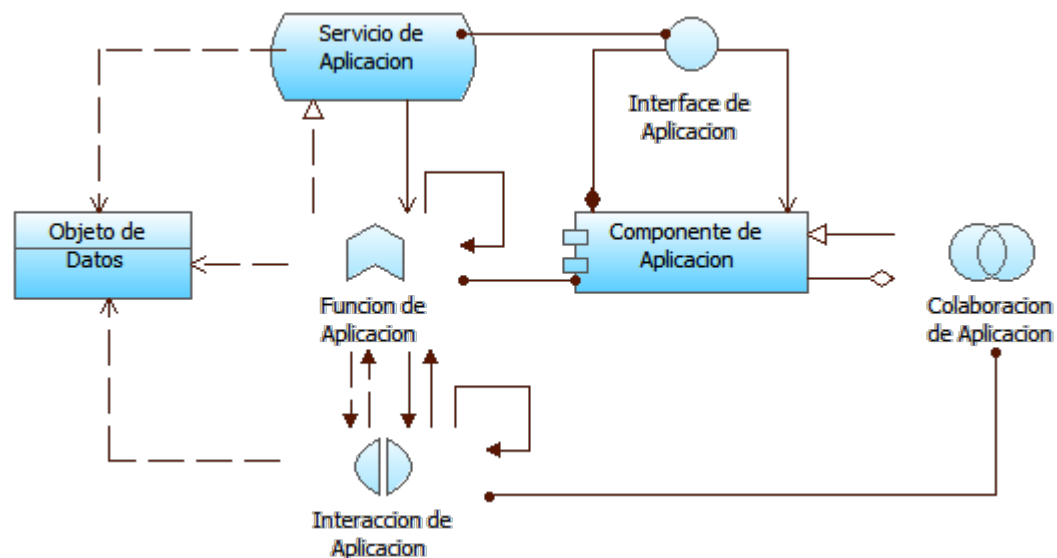 Servicio de
Aplicacion
Interface de
Aplicacion
Objeto de
Datos
Componente de
Aplicacion
Funcion de
Aplicacion
Colaboracion
de Aplicacion
Interaccion de
Aplicacion